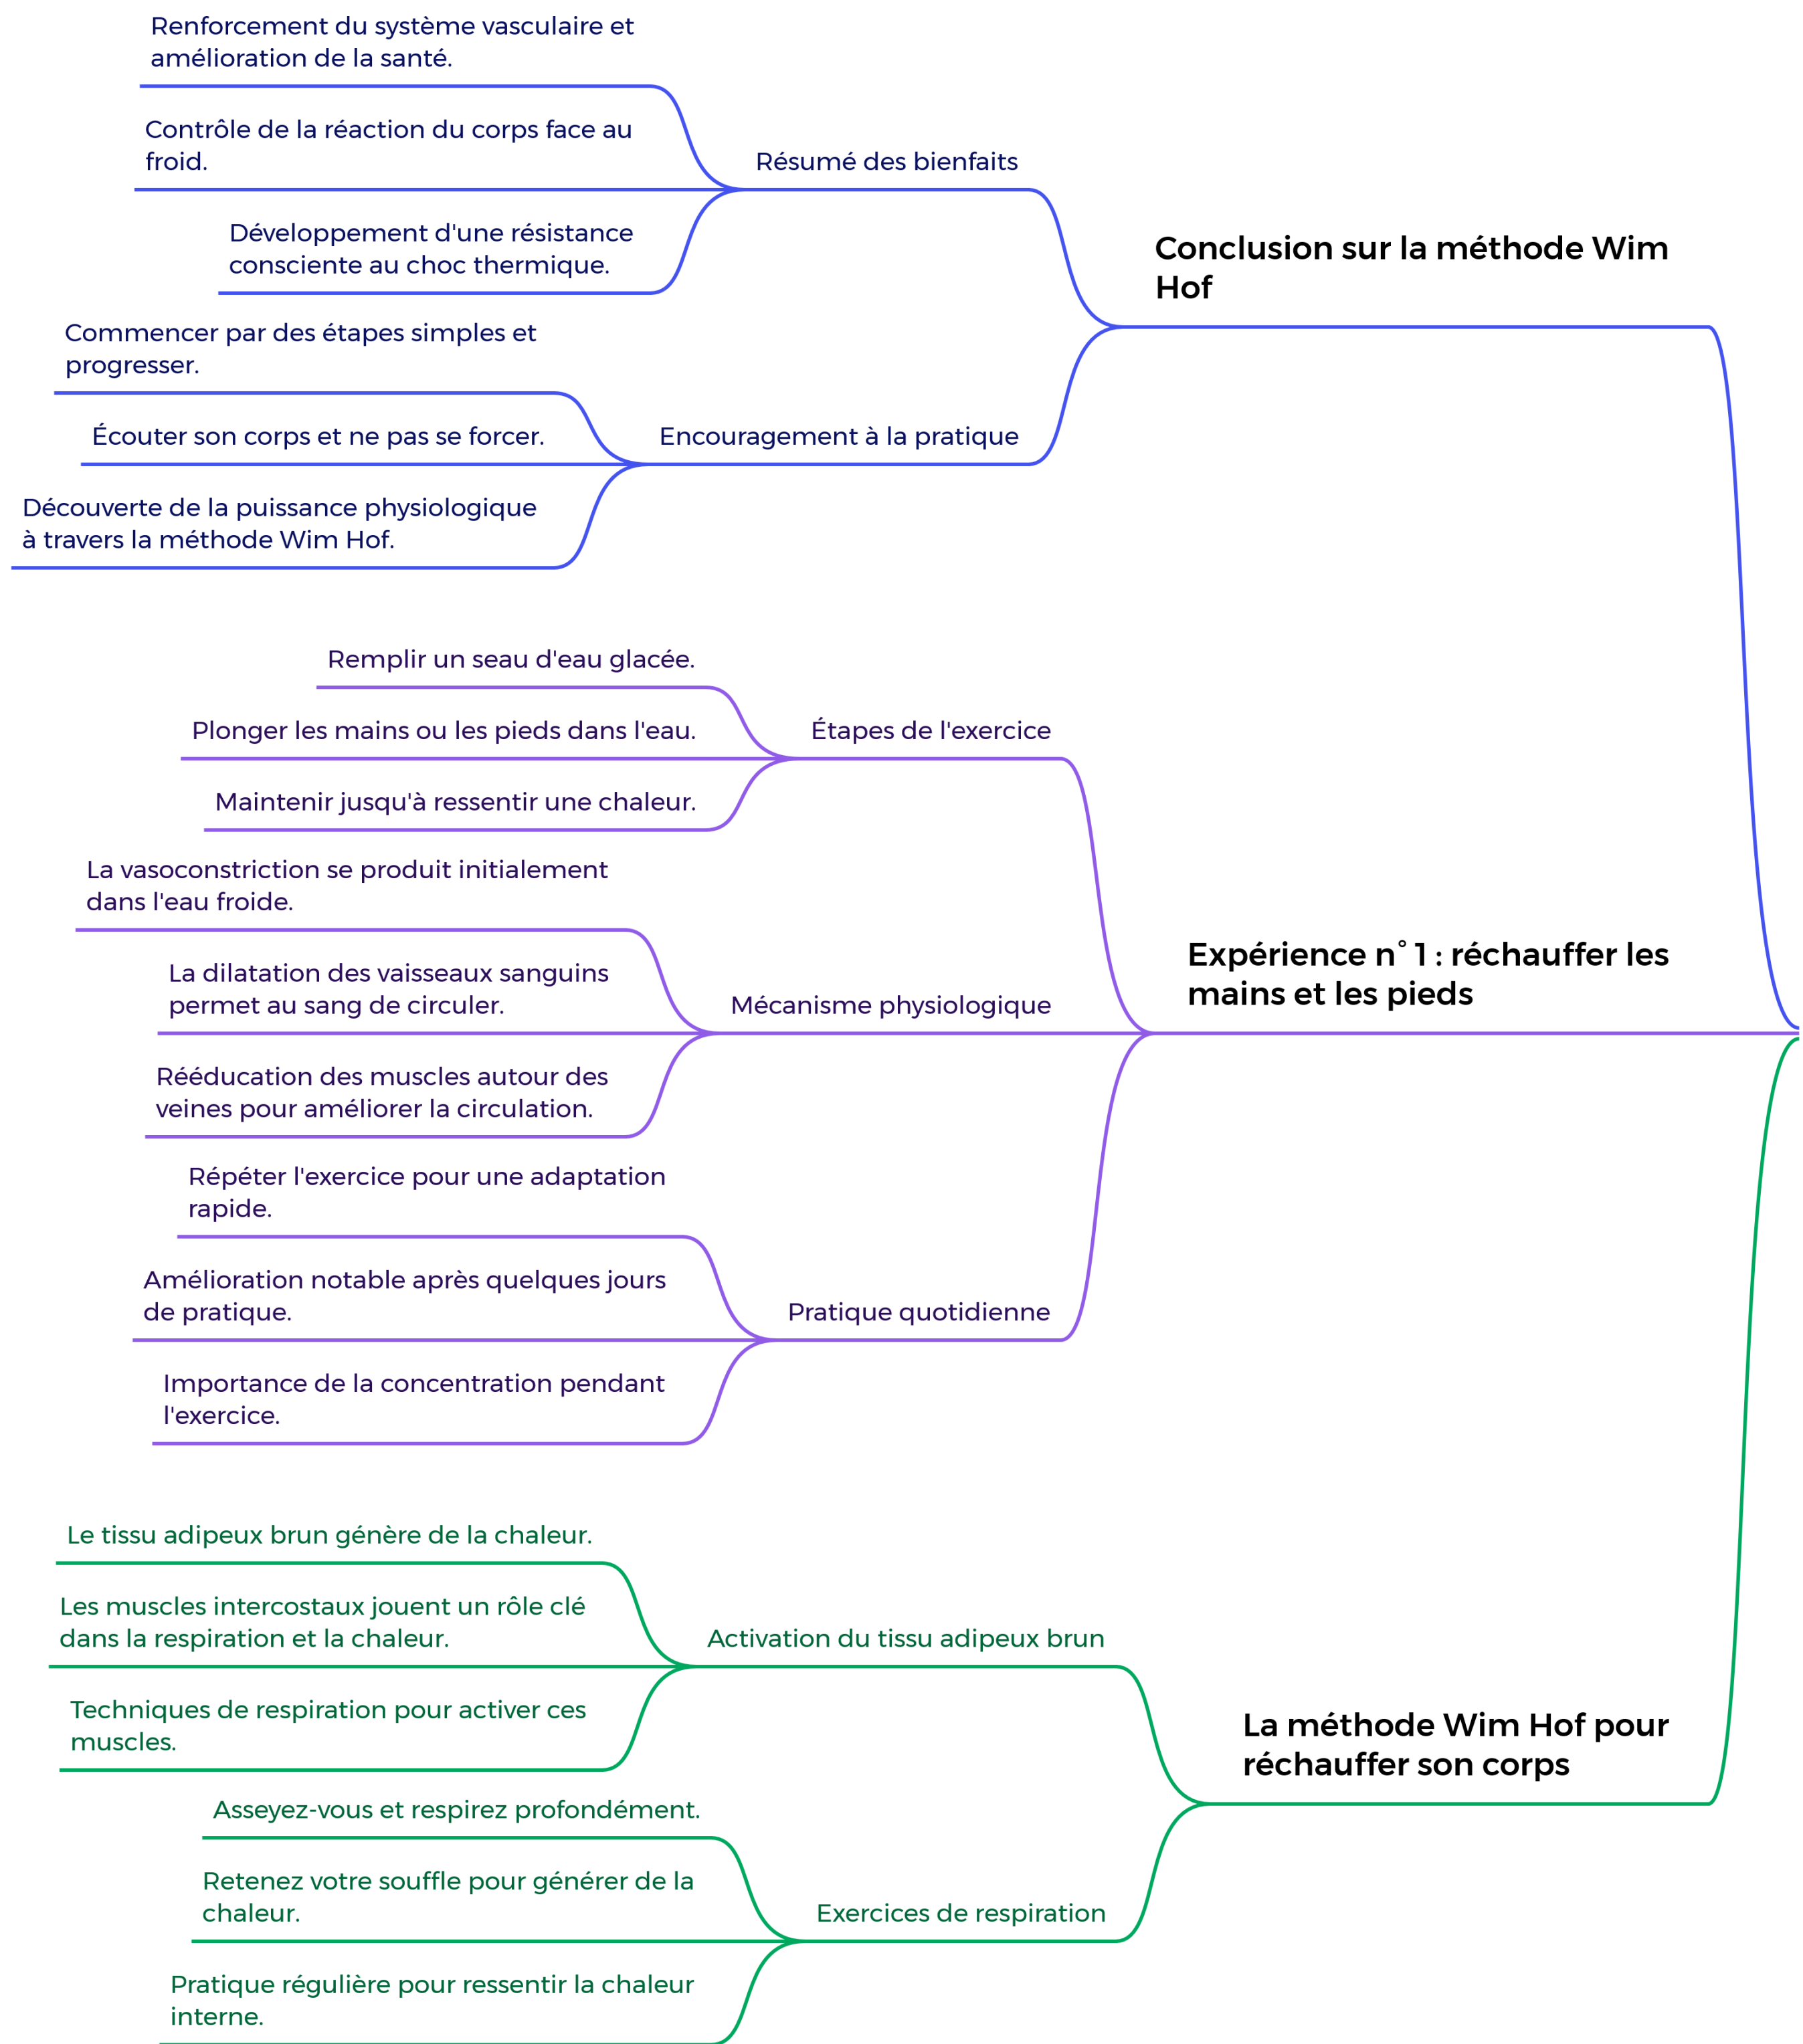 Renforcement du système vasculaire et
amélioration de la santé.
Contrôle de la réaction du corps face au
froid.
Développement d'une résistance
consciente au choc thermique.
Résumé des bienfaits
Commencer par des étapes simples et
progresser.
Écouter son corps et ne pas se forcer.
Découverte de la puissance physiologique
à travers la méthode Wim Hof.
Encouragement à la pratique
Conclusion sur la méthode Wim
Hof
Remplir un seau d'eau glacée.
Plonger les mains ou les pieds dans l'eau.
Maintenir jusqu'à ressentir une chaleur.
Étapes de l'exercice
La vasoconstriction se produit initialement
dans l'eau froide.
La dilatation des vaisseaux sanguins
permet au sang de circuler.
Rééducation des muscles autour des
veines pour améliorer la circulation.
Mécanisme physiologique
Répéter l'exercice pour une adaptation
rapide.
Amélioration notable après quelques jours
de pratique.
Importance de la concentration pendant
l'exercice.
Pratique quotidienne
Expérience n°1 : réchauffer les
mains et les pieds
Le tissu adipeux brun génère de la chaleur.
Les muscles intercostaux jouent un rôle clé
dans la respiration et la chaleur.
Techniques de respiration pour activer ces
muscles.
Activation du tissu adipeux brun
Asseyez-vous et respirez profondément.
Retenez votre souffle pour générer de la
chaleur.
Pratique régulière pour ressentir la chaleur
interne.
Exercices de respiration
La méthode Wim Hof pour
réchauffer son corps